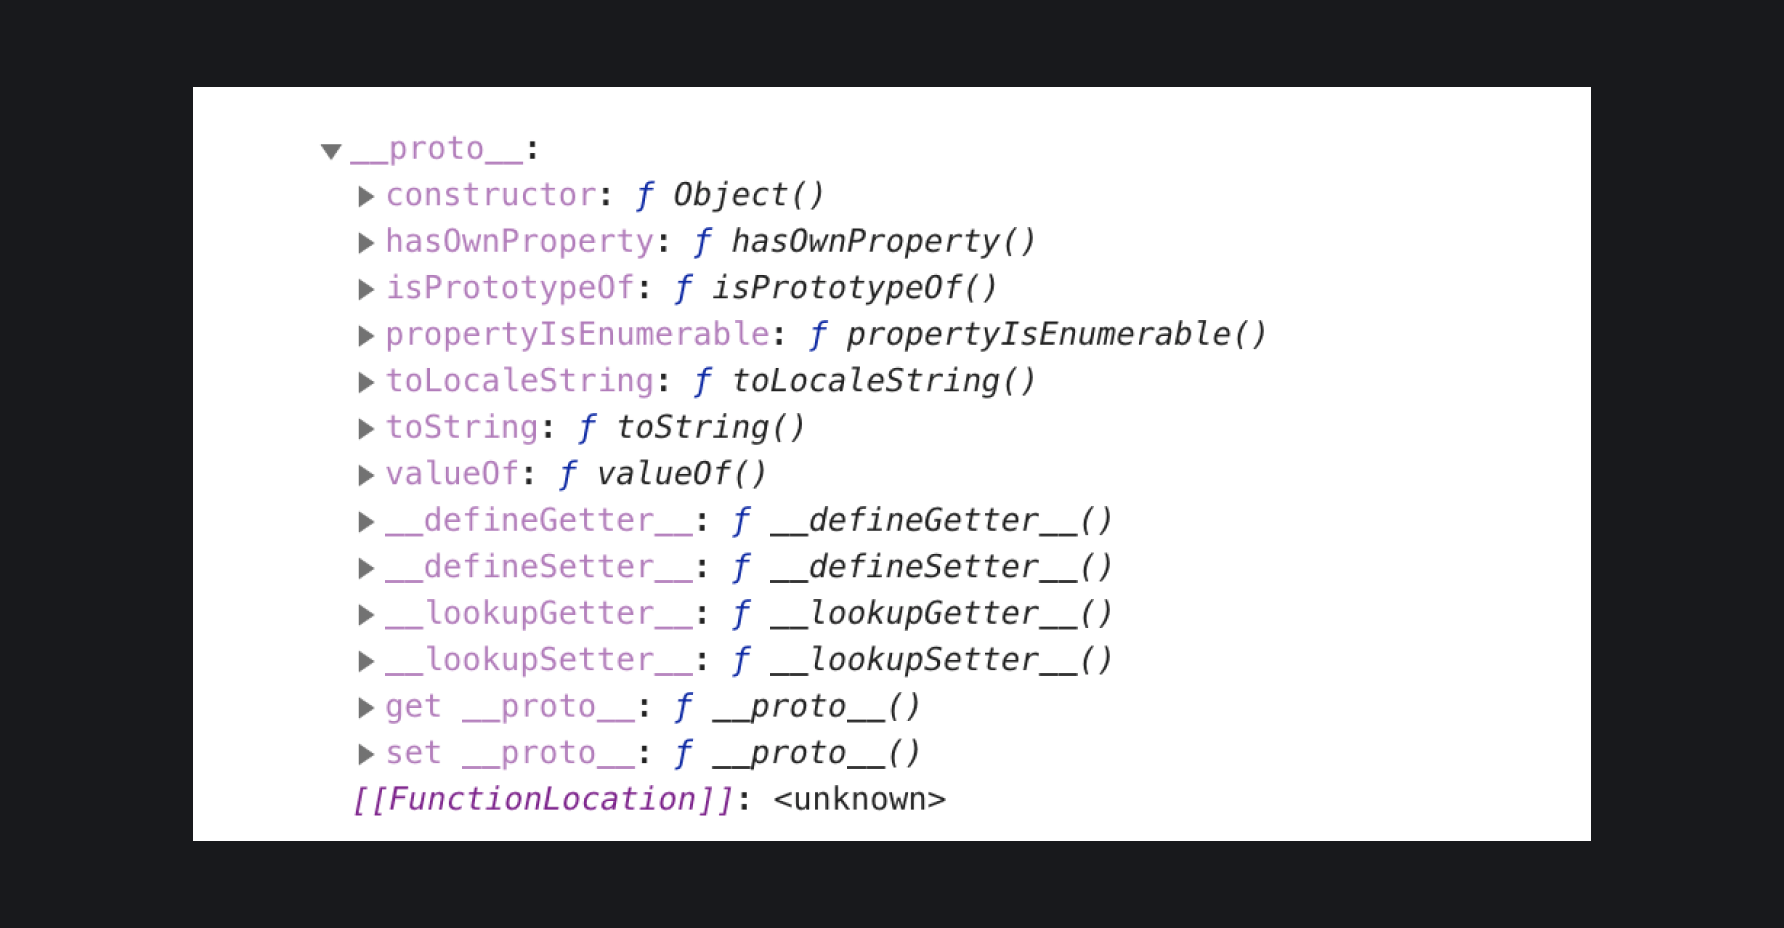 __proto__:
constructor: ƒ Object()
hasOwnProperty: ƒ hasOwnProperty()
isPrototypeOf: ƒ isPrototypeOf()
propertyIsEnumerable: ƒ propertyIsEnumerable()
toLocaleString: ƒ toLocaleString()
toString: ƒ toString()
valueOf: ƒ valueOf()
__defineGetter__: ƒ __defineGetter__()
__defineSetter__: ƒ __defineSetter__()
__lookupGetter__: ƒ __lookupGetter__()
__lookupSetter__: ƒ __lookupSetter__()
get __proto__: ƒ __proto__()
set __proto__: ƒ __proto__()
[[FunctionLocation]]: <unknown>